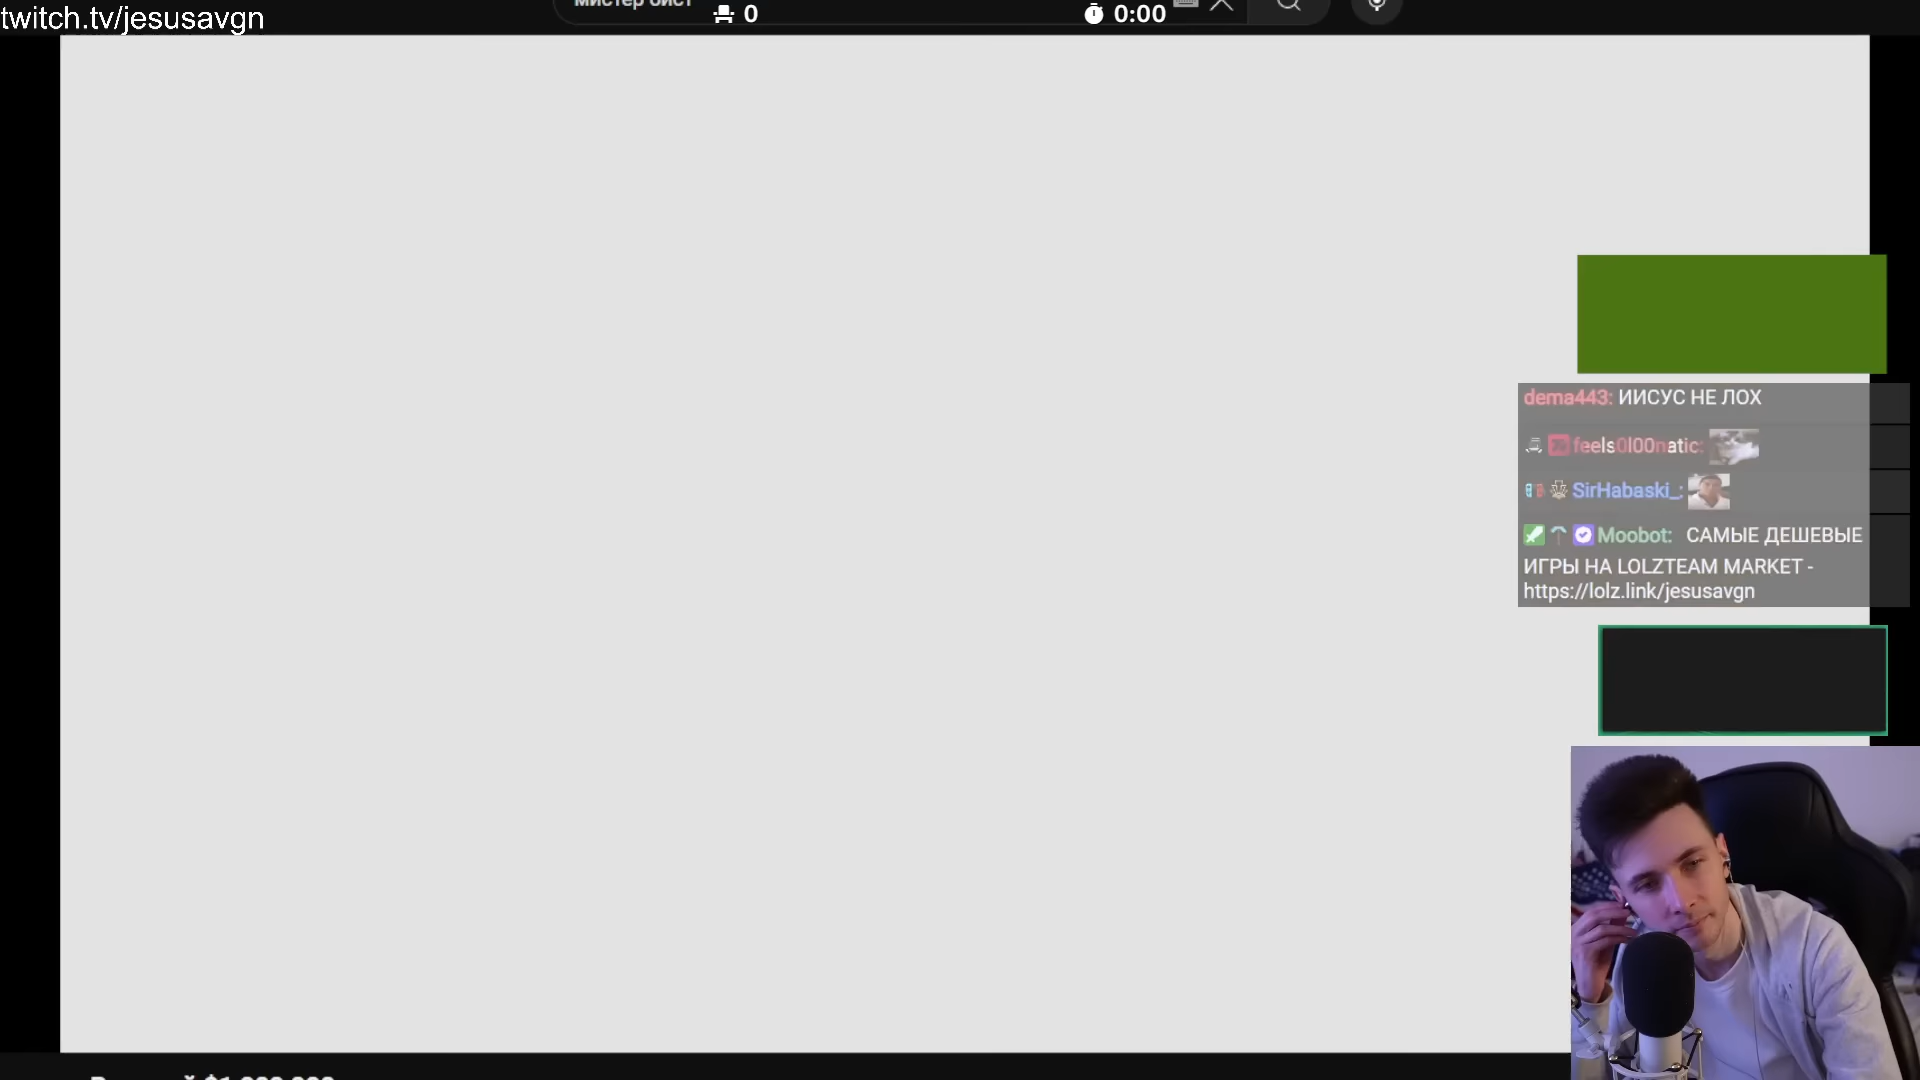 twitch.tv/jesusavgn
0
0:00
dema443: ИИСУС НЕ ЛОХ
feels0l00natic:
SirHabaski_:
Moobot: САМЫЕ ДЕШЕВЫЕ
ИГРЫ НА LOLZTEAM MARKET -
https://lolz.link/jesusavgn